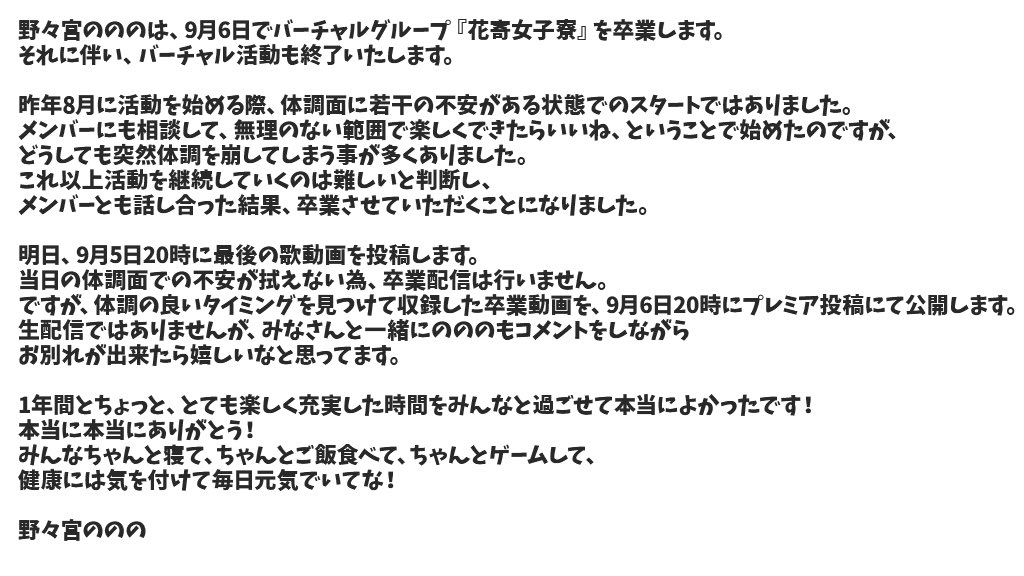 野々宮のののは、9月6日でバーチャルグループ『花寄女子寮』を卒業します。
それに伴い、バーチャル活動も終了いたします。
昨年8月に活動を始める際、体調面に若干の不安がある状態でのスタートではありました。
メンバーにも相談して、無理のない範囲で楽しくできたらいいね、ということで始めたのですが、
どうしても突然体調を崩してしまう事が多くありました。
これ以上活動を継続していくのは難しいと判断し、
メンバーとも話し合った結果、卒業させていただくことになりました。
明日、9月5日20時に最後の歌動画を投稿します。
当日の体調面での不安が拭えない為、卒業配信は行いません。
ですが、体調の良いタイミングを見つけて収録した卒業動画を、9月6日20時にプレミア投稿にて公開します。
生配信ではありませんが、みなさんと一緒にのののもコメントをしながら
お別れが出来たら嬉しいなと思ってます。
1年間とちょっと、とても楽しく充実した時間をみんなと過ごせて本当によかったです!
本当に本当にありがとう!
みんなちゃんと寝て、ちゃんとご飯食べて、ちゃんとゲームして、
健康には気を付けて毎日元気でいてな!
野々宮ののの